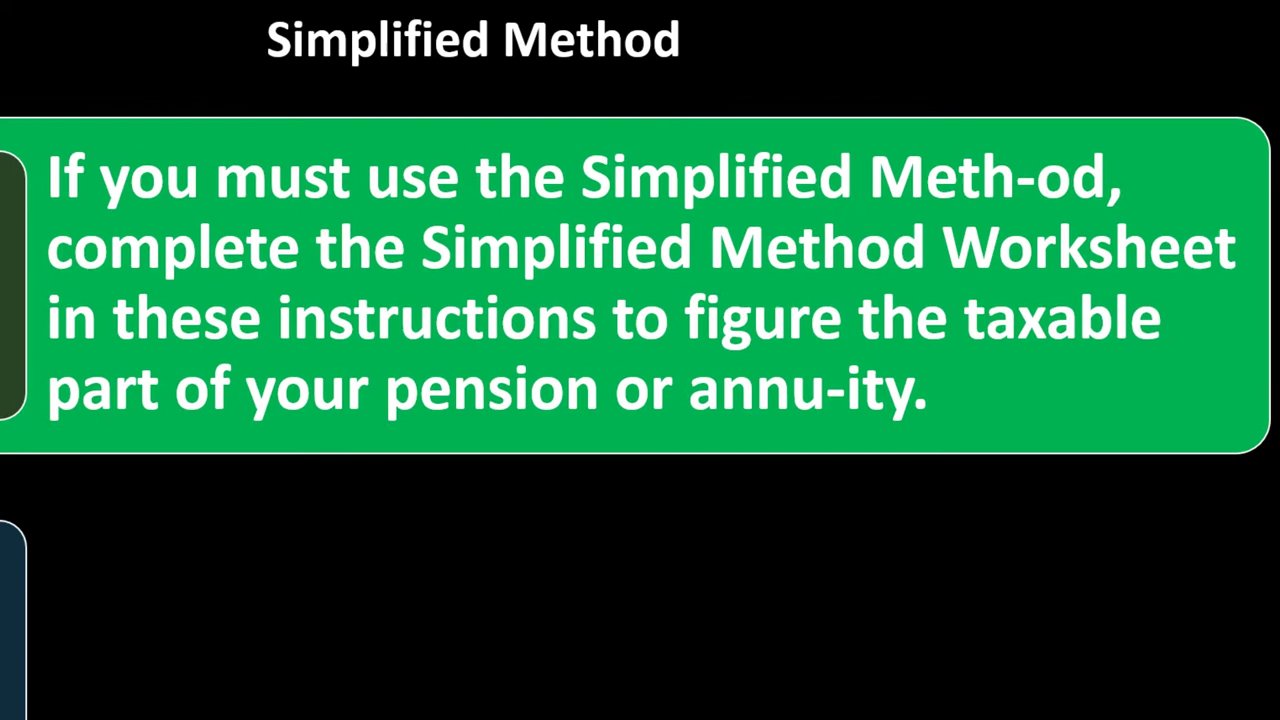 Simplified Method
If you must use the Simplified Meth-od,
complete the Simplified Method Worksheet
in these instructions to figure the taxable
part of your pension or annu-ity.